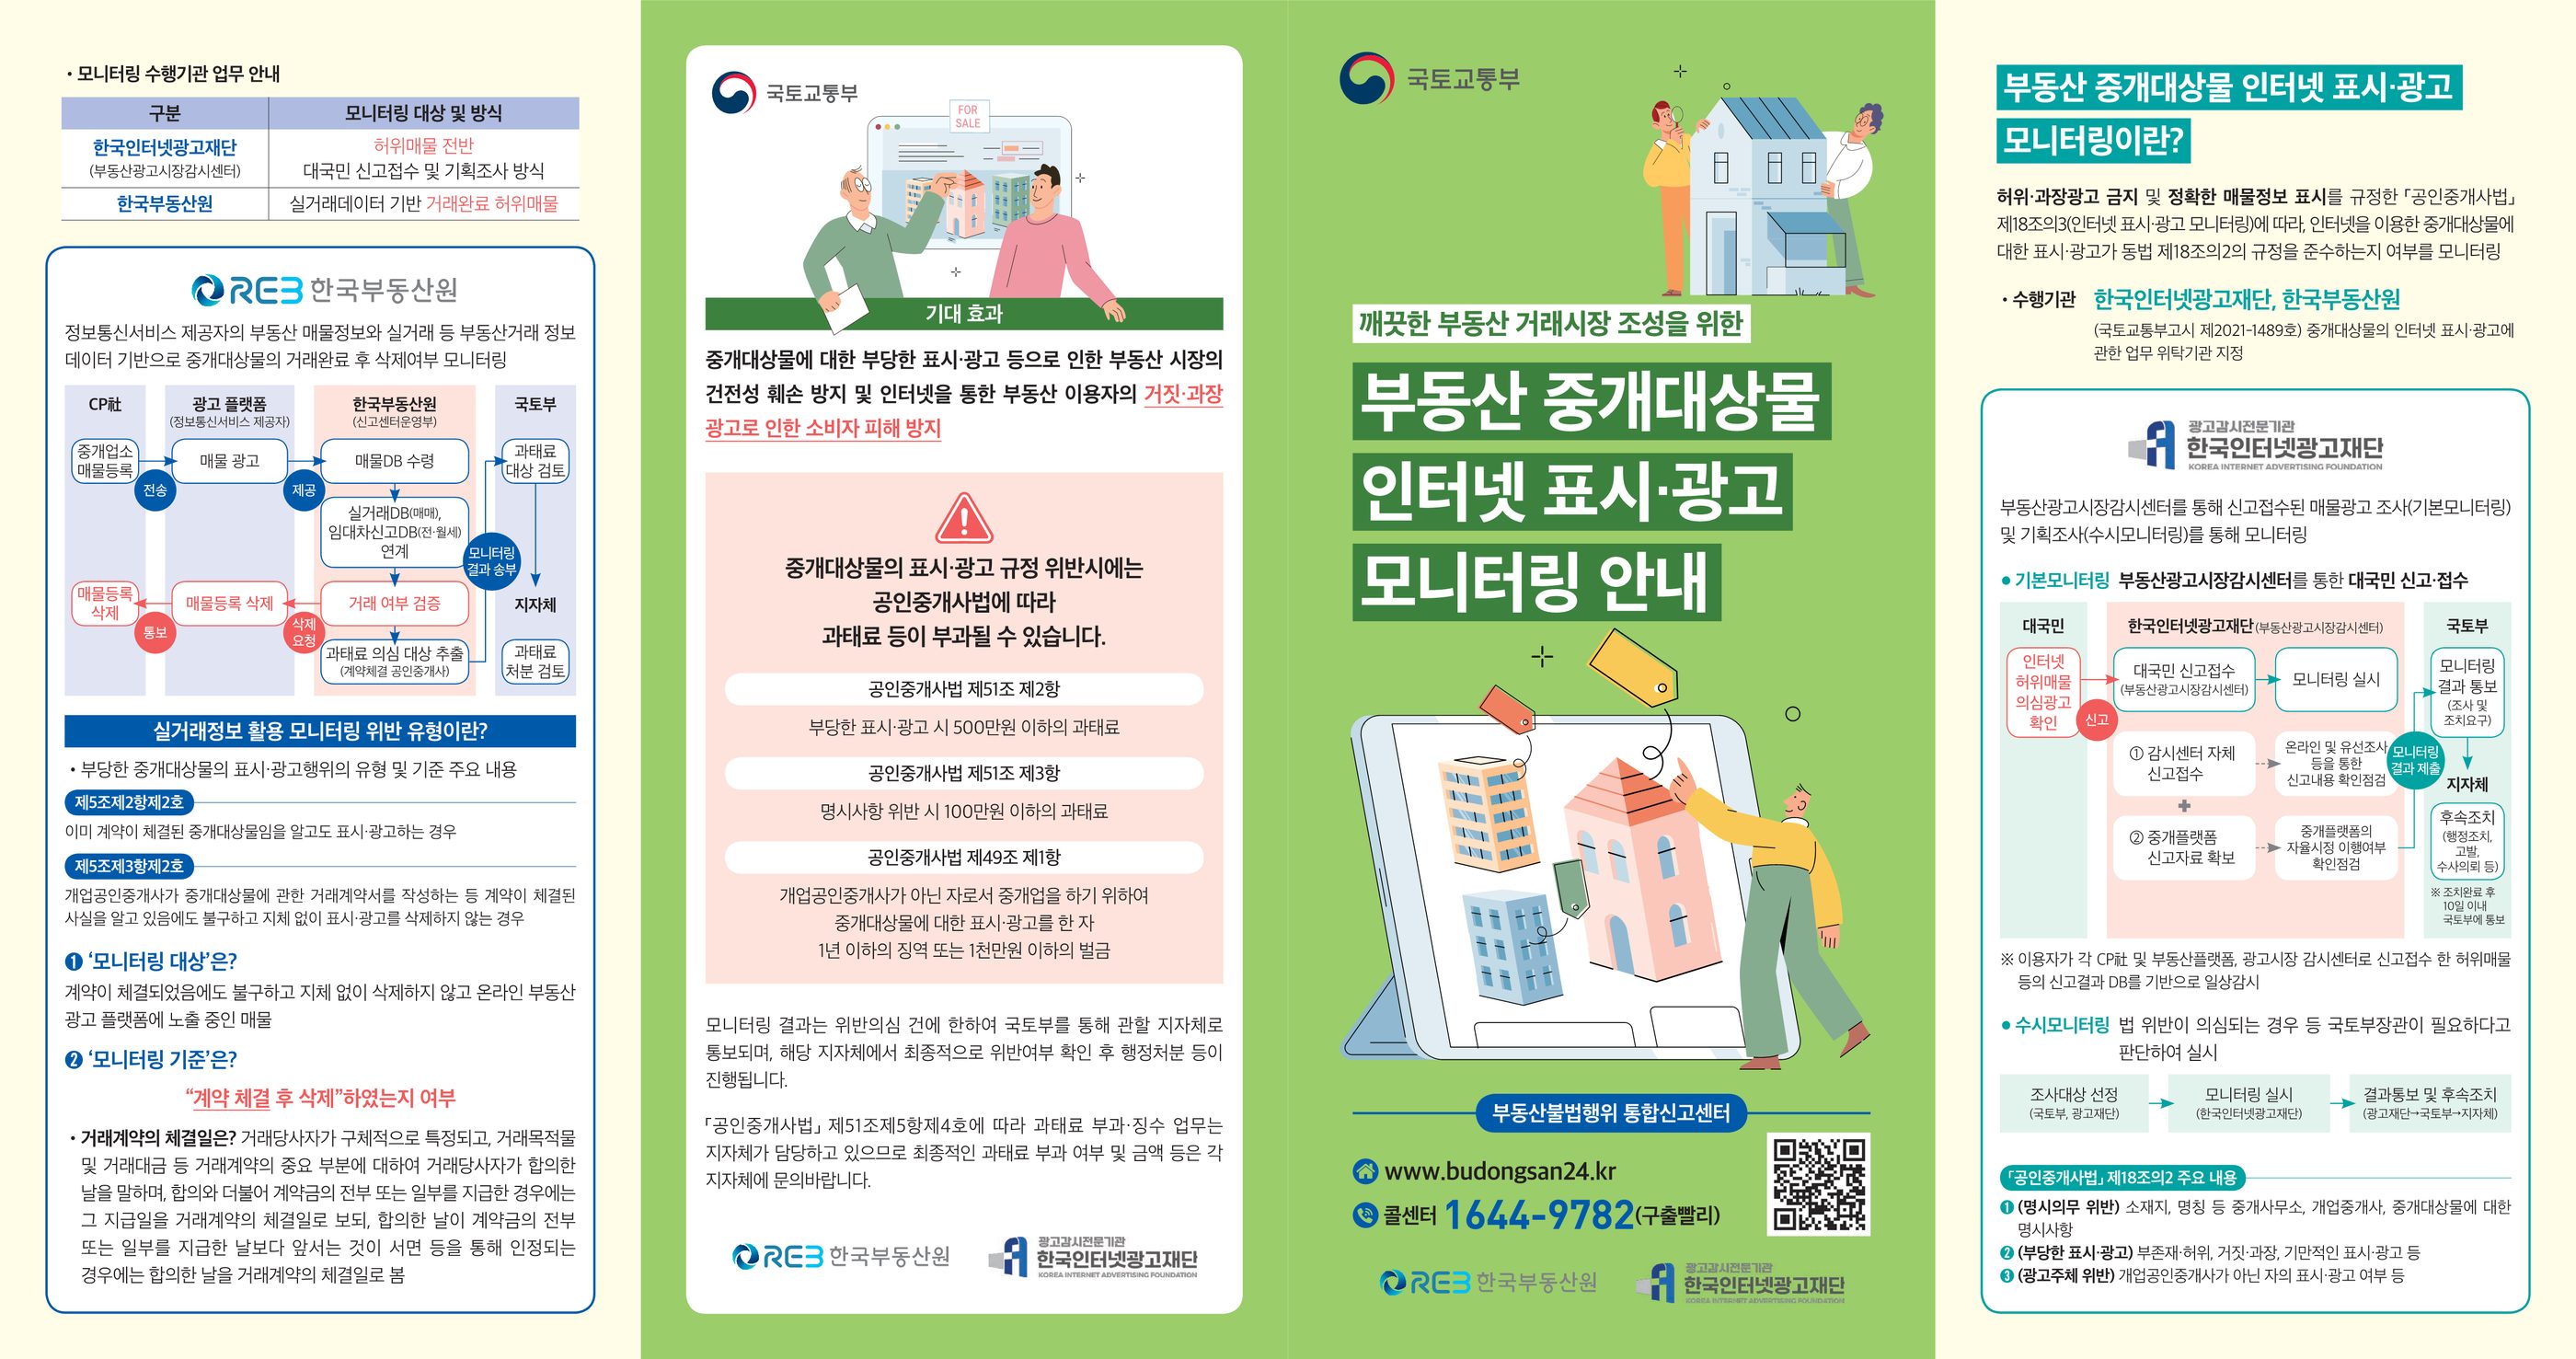 • 모니터링 수행기관 업무 안내
구분
모니터링 대상 및 방식
한국인터넷광고재단
(부동산광고시장감시센터)
허위매물 전반
대국민 신고접수 및 기획조사 방식
한국부동산원
실거래데이터 기반 거래완료 허위매물
REB 한국부동산원
정보통신서비스 제공자의 부동산 매물정보와 실거래 등 부동산거래 정보
데이터 기반으로 중개대상물의 거래완료 후 삭제여부 모니터링
CP社
광고 플랫폼
(정보통신서비스 제공자)
한국부동산원
(신고센터운영부)
국토부
중개업소
매물등록
전송
매물 광고
제공
매물DB 수령
과태료
대상 검토
실거래DB(매매),
임대차신고DB(전·월세)
연계
모니터링
결과 송부
매물등록
삭제
통보
매물등록 삭제
삭제
요청
거래 여부 검증
지자체
과태료 의심 대상 추출
(계약체결 공인중개사)
과태료
처분 검토
실거래정보 활용 모니터링 위반 유형이란?
• 부당한 중개대상물의 표시·광고행위의 유형 및 기준 주요 내용
제5조제2항제2호
이미 계약이 체결된 중개대상물임을 알고도 표시·광고하는 경우
제5조제3항제2호
개업공인중개사가 중개대상물에 관한 거래계약서를 작성하는 등 계약이 체결된
사실을 알고 있음에도 불구하고 지체 없이 표시·광고를 삭제하지 않는 경우
❶ ‘모니터링 대상’은?
계약이 체결되었음에도 불구하고 지체 없이 삭제하지 않고 온라인 부동산
광고 플랫폼에 노출 중인 매물
❷ ‘모니터링 기준’은?
“계약 체결 후 삭제”하였는지 여부
• 거래계약의 체결일은? 거래당사자가 구체적으로 특정되고, 거래목적물
및 거래대금 등 거래계약의 중요 부분에 대하여 거래당사자가 합의한
날을 말하며, 합의와 더불어 계약금의 전부 또는 일부를 지급한 경우에는
그 지급일을 거래계약의 체결일로 보되, 합의한 날이 계약금의 전부
또는 일부를 지급한 날보다 앞서는 것이 서면 등을 통해 인정되는
경우에는 합의한 날을 거래계약의 체결일로 봄
국토교통부
FOR
SALE
기대 효과
중개대상물에 대한 부당한 표시·광고 등으로 인한 부동산 시장의
건전성 훼손 방지 및 인터넷을 통한 부동산 이용자의 거짓·과장
광고로 인한 소비자 피해 방지
중개대상물의 표시·광고 규정 위반시에는
공인중개사법에 따라
과태료 등이 부과될 수 있습니다.
공인중개사법 제51조 제2항
부당한 표시·광고 시 500만원 이하의 과태료
공인중개사법 제51조 제3항
명시사항 위반 시 100만원 이하의 과태료
공인중개사법 제49조 제1항
개업공인중개사가 아닌 자로서 중개업을 하기 위하여
중개대상물에 대한 표시·광고를 한 자
1년 이하의 징역 또는 1천만원 이하의 벌금
모니터링 결과는 위반의심 건에 한하여 국토부를 통해 관할 지자체로
통보되며, 해당 지자체에서 최종적으로 위반여부 확인 후 행정처분 등이
진행됩니다.
「공인중개사법」 제51조제5항제4호에 따라 과태료 부과·징수 업무는
지자체가 담당하고 있으므로 최종적인 과태료 부과 여부 및 금액 등은 각
지자체에 문의바랍니다.
REB 한국부동산원
광고감시전문기관
한국인터넷광고재단
KOREA INTERNET ADVERTISING FOUNDATION
국토교통부
깨끗한 부동산 거래시장 조성을 위한
부동산 중개대상물
인터넷 표시·광고
모니터링 안내
부동산불법행위 통합신고센터
www.budongsan24.kr
콜센터 1644-9782(구출빨리)
REB 한국부동산원
광고감시전문기관
한국인터넷광고재단
KOREA INTERNET ADVERTISING FOUNDATION
부동산 중개대상물 인터넷 표시·광고
모니터링이란?
허위·과장광고 금지 및 정확한 매물정보 표시를 규정한 「공인중개사법」
제18조의3(인터넷 표시·광고 모니터링)에 따라, 인터넷을 이용한 중개대상물에
대한 표시·광고가 동법 제18조의2의 규정을 준수하는지 여부를 모니터링
• 수행기관 한국인터넷광고재단, 한국부동산원
(국토교통부고시 제2021-1489호) 중개대상물의 인터넷 표시·광고에
관한 업무 위탁기관 지정
광고감시전문기관
한국인터넷광고재단
KOREA INTERNET ADVERTISING FOUNDATION
부동산광고시장감시센터를 통해 신고접수된 매물광고 조사(기본모니터링)
및 기획조사(수시모니터링)를 통해 모니터링
• 기본모니터링 부동산광고시장감시센터를 통한 대국민 신고·접수
대국민
한국인터넷광고재단(부동산광고시장감시센터)
국토부
인터넷
허위매물
의심광고
확인
신고
대국민 신고접수
(부동산광고시장감시센터)
모니터링 실시
모니터링
결과 통보
(조사 및
조치요구)
① 감시센터 자체
신고접수
온라인 및 유선조사
등을 통한
신고내용 확인점검
모니터링
결과 제출
지자체
② 중개플랫폼
신고자료 확보
중개플랫폼의
자율시정 이행여부
확인점검
후속조치
(행정조치,
고발,
수사의뢰 등)
※ 조치완료 후
10일 이내
국토부에 통보
※ 이용자가 각 CP社 및 부동산플랫폼, 광고시장 감시센터로 신고접수 한 허위매물
등의 신고결과 DB를 기반으로 일상감시
• 수시모니터링 법 위반이 의심되는 경우 등 국토부장관이 필요하다고
판단하여 실시
조사대상 선정
(국토부, 광고재단)
모니터링 실시
(한국인터넷광고재단)
결과통보 및 후속조치
(광고재단→국토부→지자체)
「공인중개사법」 제18조의2 주요 내용
❶ (명시의무 위반) 소재지, 명칭 등 중개사무소, 개업중개사, 중개대상물에 대한
명시사항
❷ (부당한 표시·광고) 부존재·허위, 거짓·과장, 기만적인 표시·광고 등
❸ (광고주체 위반) 개업공인중개사가 아닌 자의 표시·광고 여부 등